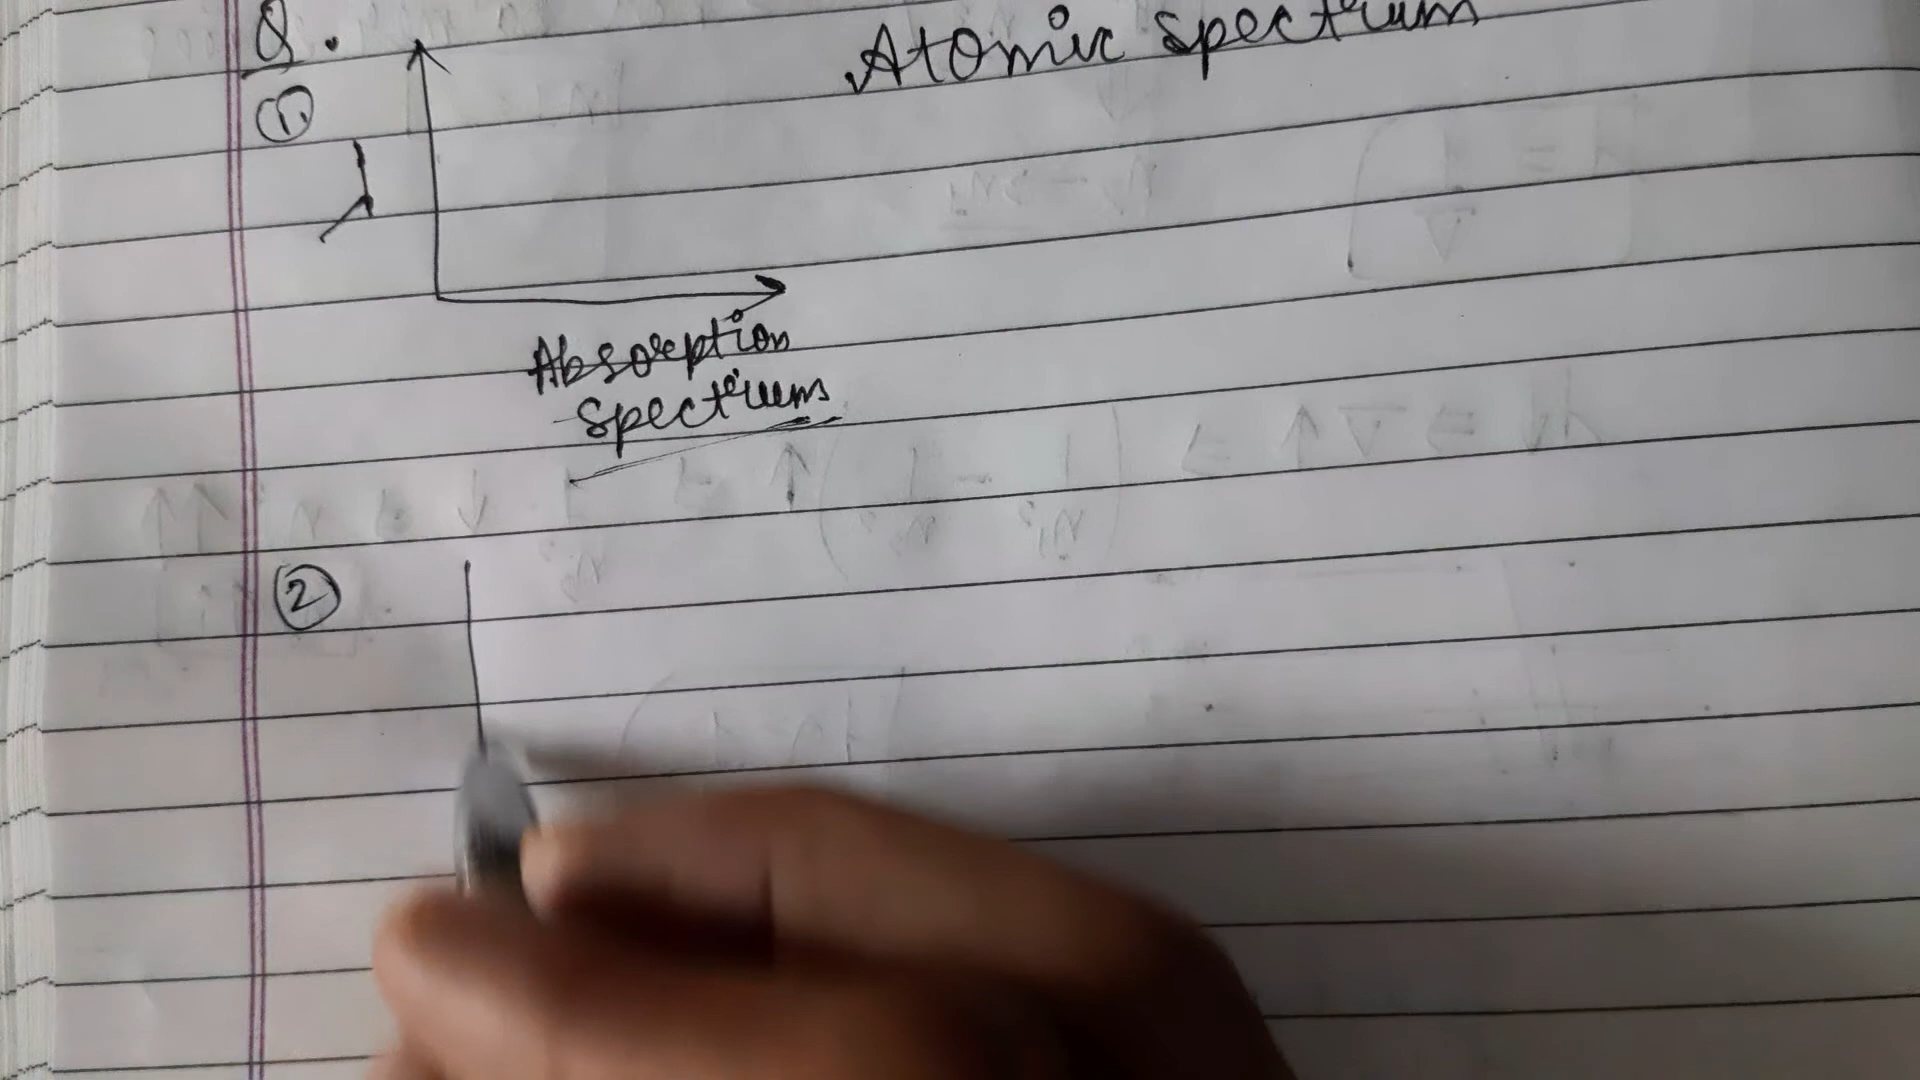 Q.
Atomic spectrum
①
λ
Absorption
spectrum
②